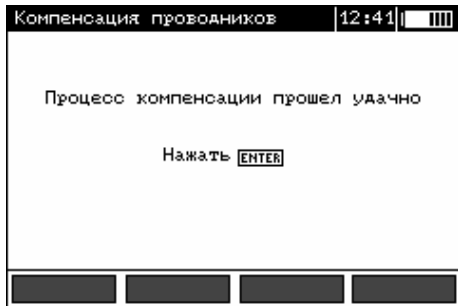 Компенсация проводников 12:41
Процесс компенсации прошел удачно
Нажать ENTER